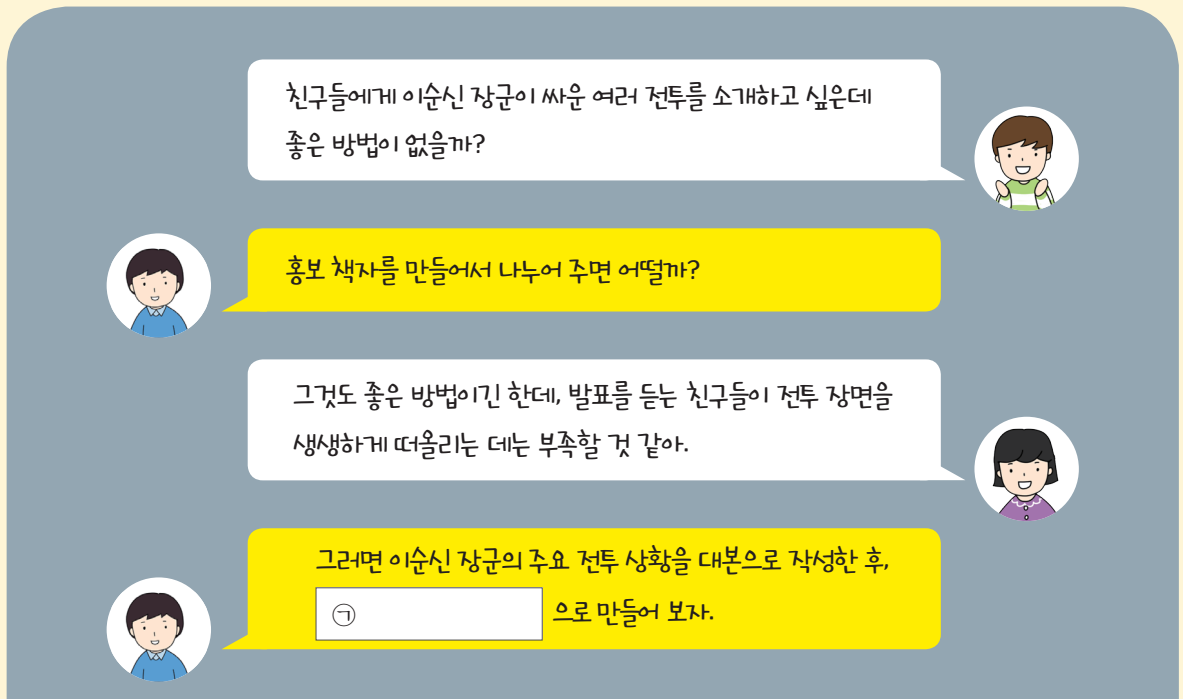 친구들에게 이순신 장군이 싸운 여러 전투를 소개하고 싶은데
좋은 방법이 없을까?
홍보 책자를 만들어서 나누어 주면 어떨까?
그것도 좋은 방법이긴 한데, 발표를 듣는 친구들이 전투 장면을
생생하게 떠올리는 데는 부족할 것 같아.
그러면 이순신 장군의 주요 전투 상황을 대본으로 작성한 후,
㉠ 으로 만들어 보자.